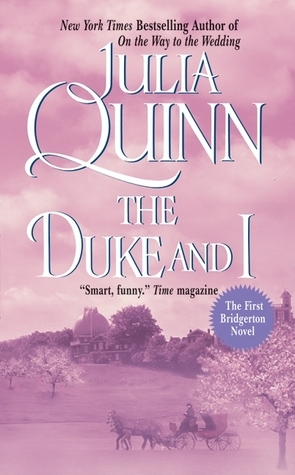 New York Times Bestselling Author of
On the Way to the Wedding
JULIA
QUINN
THE
DUKE AND I
“Smart, funny.” Time magazine
The First
Bridgerton
Novel